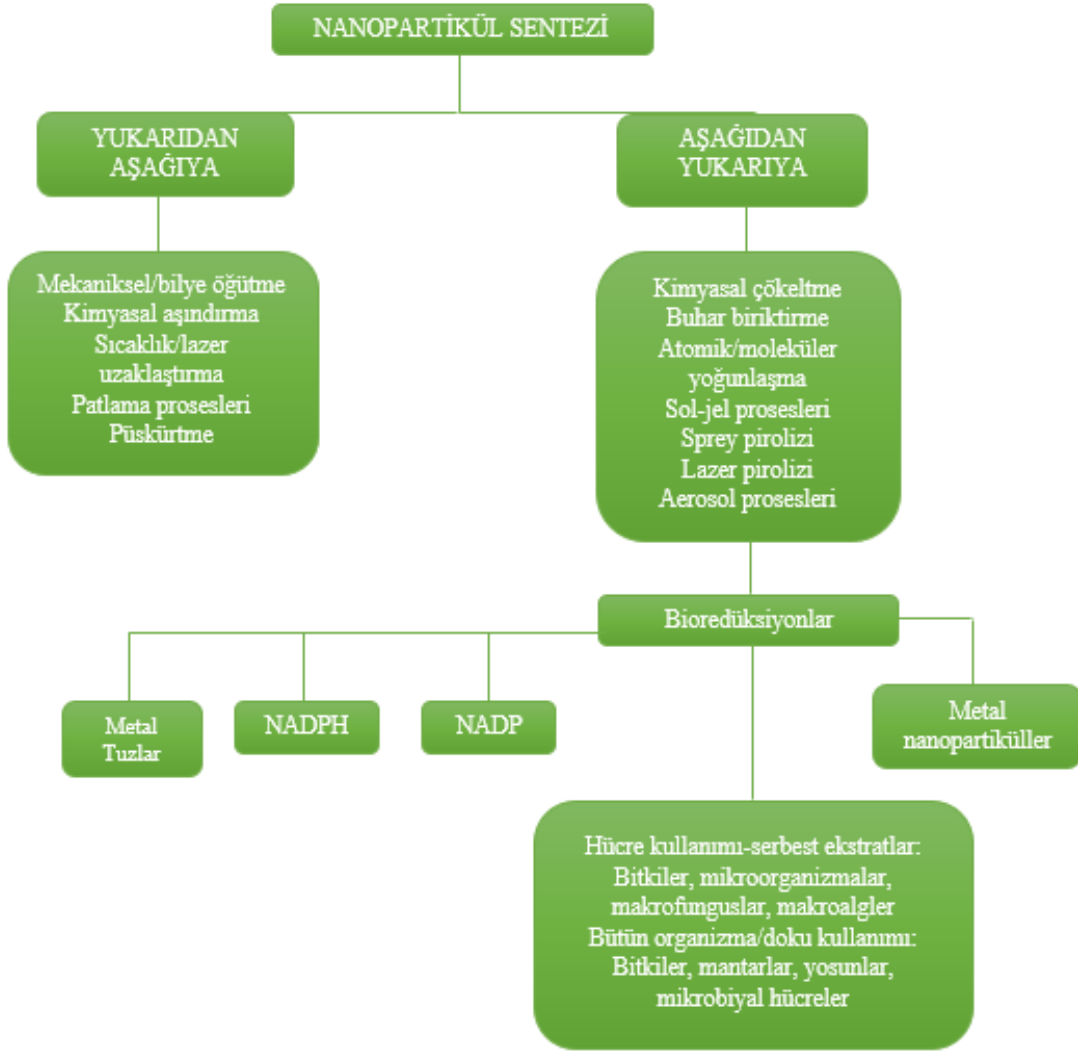 NANOPARTİKÜL SENTEZİ
YUKARIDAN
AŞAĞIYA
AŞAĞIDAN
YUKARIYA
Mekaniksel/bilye öğütme
Kimyasal aşındırma
Sıcaklık/lazer
uzaklaştırma
Patlama prosesleri
Püskürtme
Kimyasal çökeltme
Buhar biriktirme
Atomik/moleküler
yoğunlaşma
Sol-jel prosesleri
Sprey pirolizi
Lazer pirolizi
Aerosol prosesleri
Bioredüksiyonlar
Metal
Tuzlar
NADPH
NADP
Metal
nanopartiküller
Hücre kullanımı-serbest ekstratlar:
Bitkiler, mikroorganizmalar,
makrofunguslar, makroalgler
Bütün organizma/doku kullanımı:
Bitkiler, mantarlar, yosunlar,
mikrobiyal hücreler